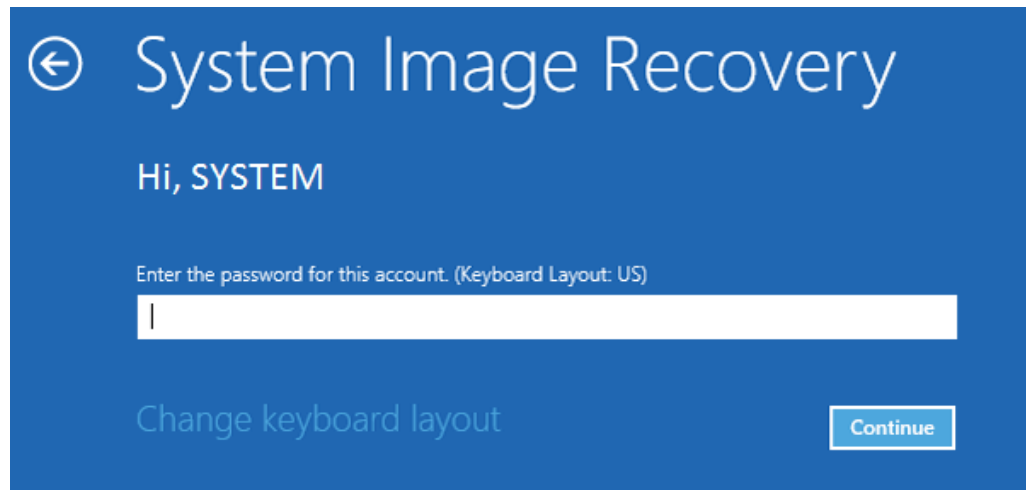 System Image Recovery
Hi, SYSTEM
Enter the password for this account. (Keyboard Layout: US)
Change keyboard layout
Continue